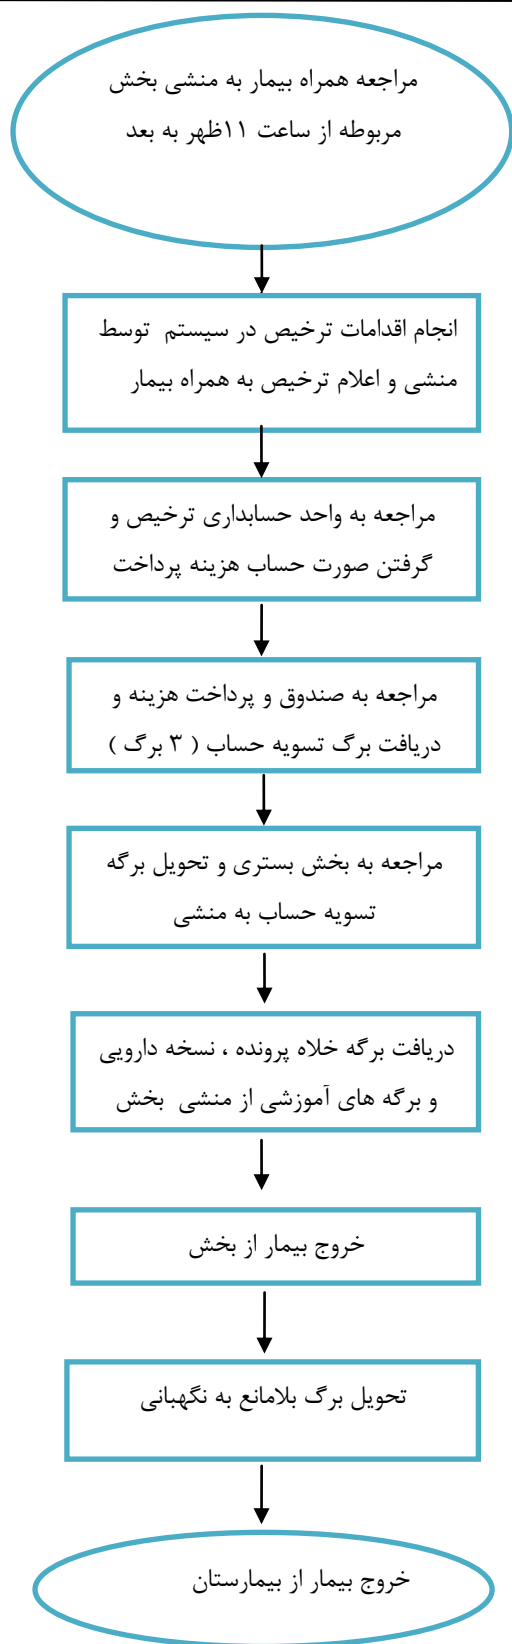 مراجعه همراه بیمار به منشی بخش
مربوطه از ساعت ۱۱ظهر به بعد
انجام اقدامات ترخیص در سیستم توسط
منشی و اعلام ترخیص به همراه بیمار
مراجعه به واحد حسابداری ترخیص و
گرفتن صورت حساب هزینه پرداخت
مراجعه به صندوق و پرداخت هزینه و
دریافت برگ تسویه حساب ( ۳ برگ )
مراجعه به بخش بستری و تحویل برگه
تسویه حساب به منشی
دریافت برگه خلاه پرونده ، نسخه دارویی
و برگه های آموزشی از منشی بخش
خروج بیمار از بخش
تحویل برگ بلامانع به نگهبانی
خروج بیمار از بیمارستان